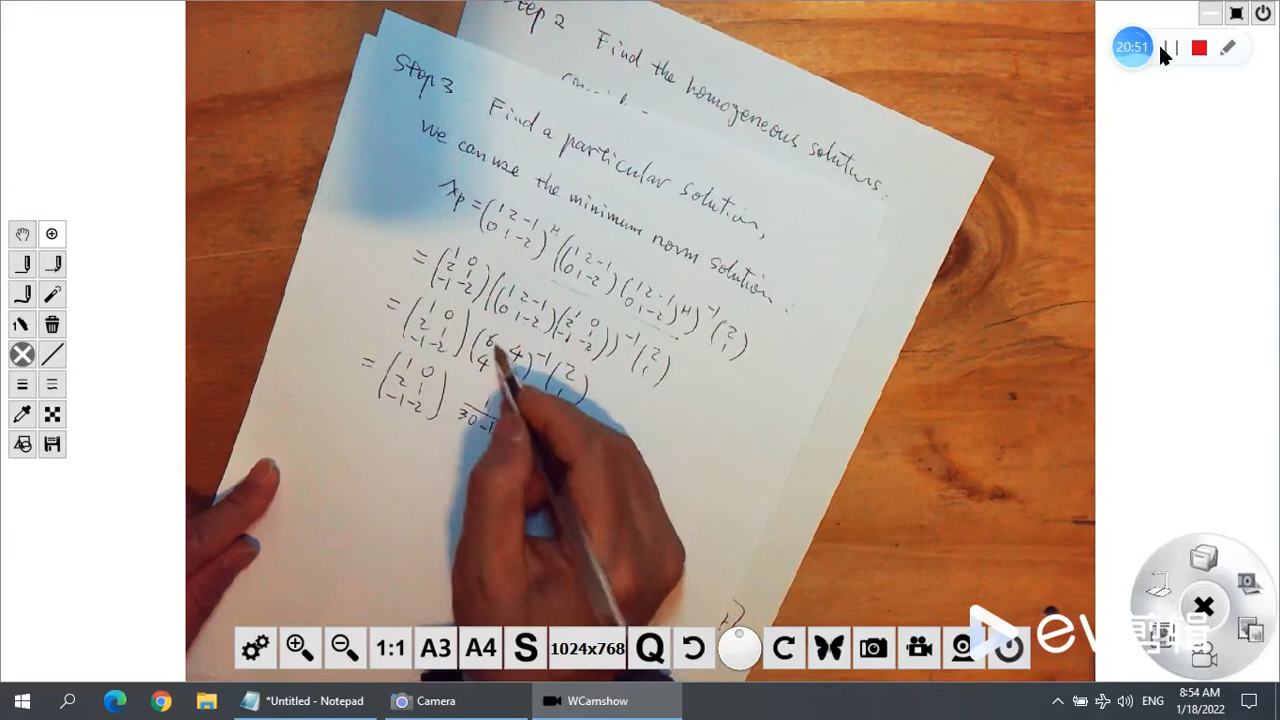 Step 2
Find the homogeneous solutions.
Step 3
Find a particular solution,
We can use the minimum norm solution:
Xp = (1 2 -1 / 0 1 -2)^H ((1 2 -1 / 0 1 -2)(1 2 -1 / 0 1 -2)^H)^-1 (2 / 1)
= (1 0 / 2 1 / -1 -2)((1 2 -1 / 0 1 -2)(1 0 / 2 1 / -1 -2))^-1 (2 / 1)
= (1 0 / 2 1 / -1 -2)(6 4 / 4)^-1 (2 / 1)
= (1 0 / 2 1 / -1 -2) 1 / 30-1
20:51
1:1
A3
A4
S
1024x768
Q
*Untitled - Notepad
Camera
WCamshow
ENG
8:54 AM
1/18/2022